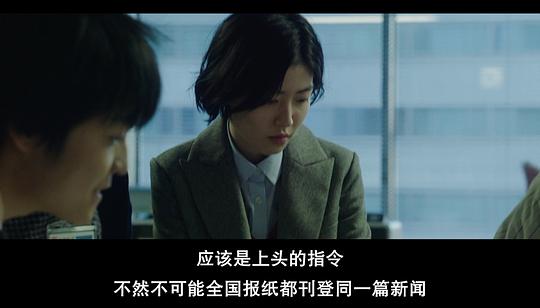 应该是上头的指令
不然不可能全国报纸都刊登同一篇新闻